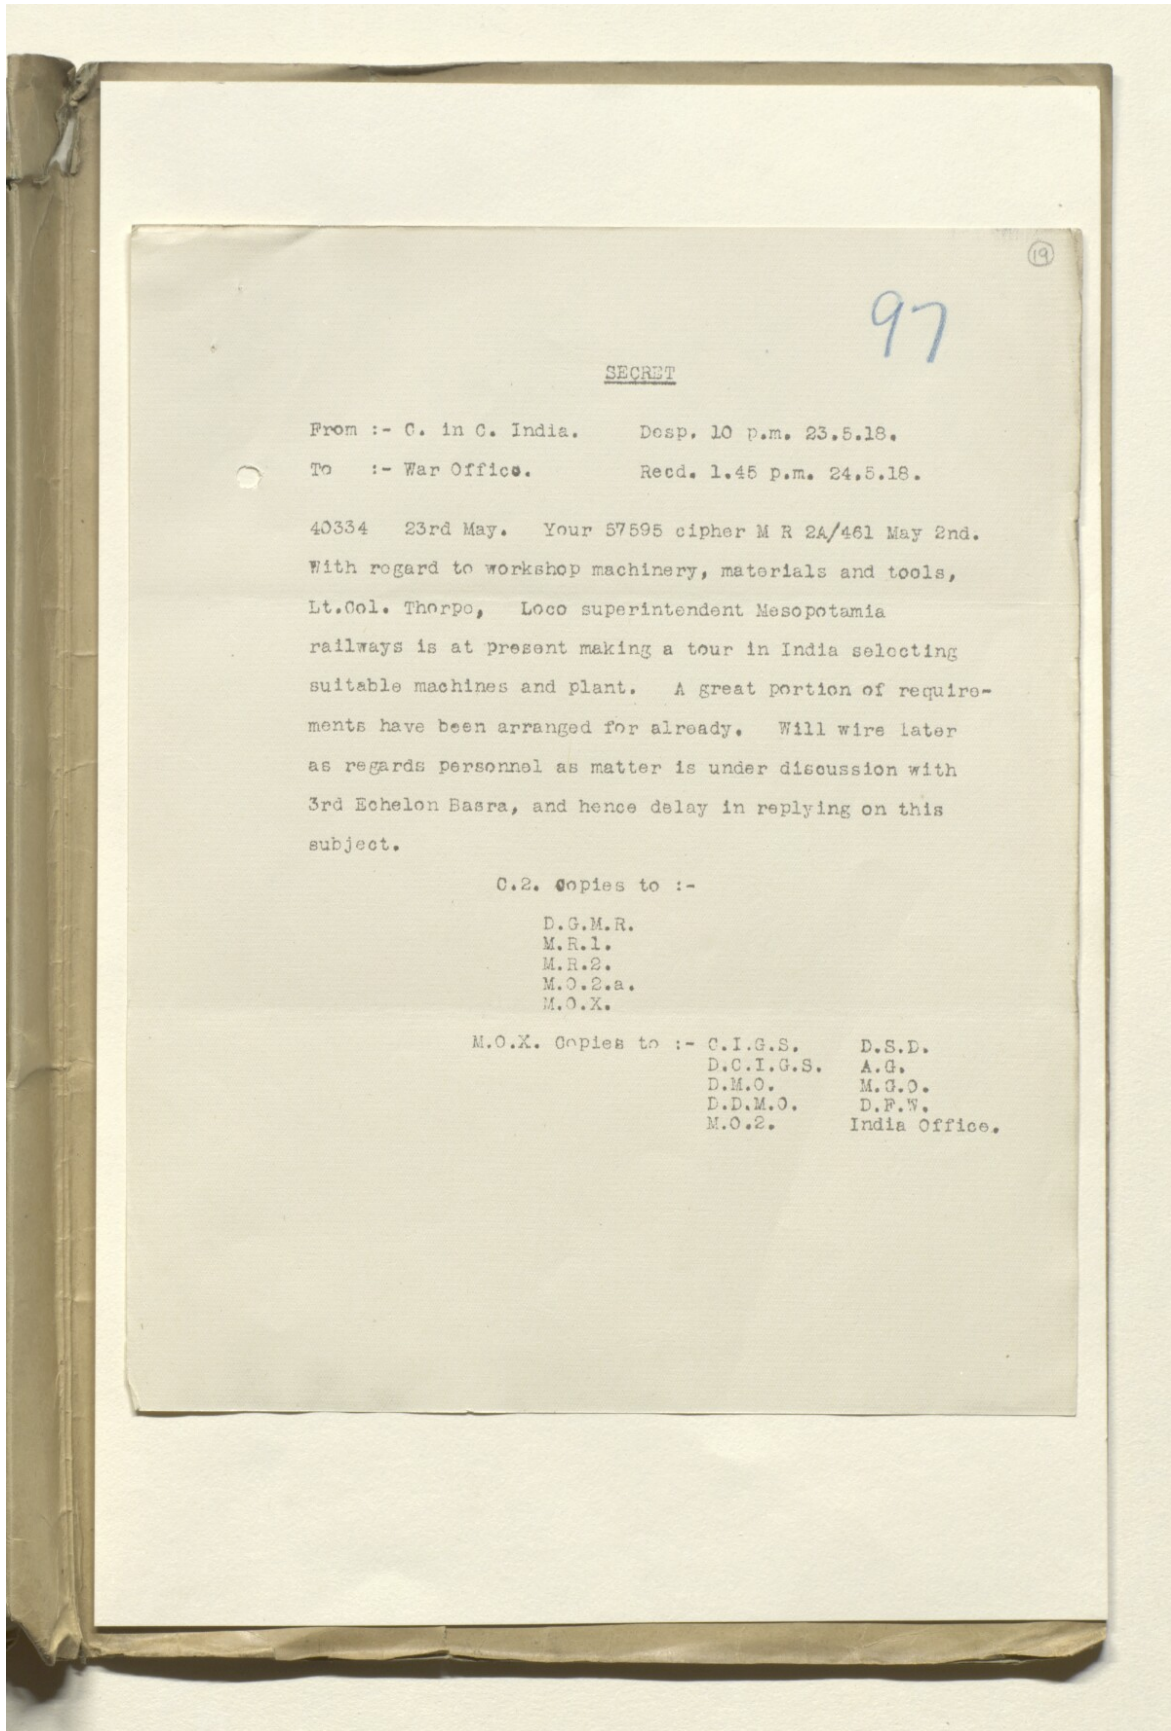 19
97
SECRET
From :- C. in C. India. Desp. 10 p.m. 23.5.18.
To :- War Office. Recd. 1.45 p.m. 24.5.18.
40334 23rd May. Your 57595 cipher M R 2A/461 May 2nd.
With regard to workshop machinery, materials and tools,
Lt.Col. Thorpe, Loco superintendent Mesopotamia
railways is at present making a tour in India selecting
suitable machines and plant. A great portion of require-
ments have been arranged for already. Will wire later
as regards personnel as matter is under discussion with
3rd Echelon Basra, and hence delay in replying on this
subject.
C.2. Copies to :-
D.G.M.R.
M.R.1.
M.R.2.
M.O.2.a.
M.O.X.
M.O.X. Copies to :- C.I.G.S. D.S.D.
D.C.I.G.S. A.G.
D.M.O. M.G.O.
D.D.M.O. D.F.W.
M.O.2. India Office.